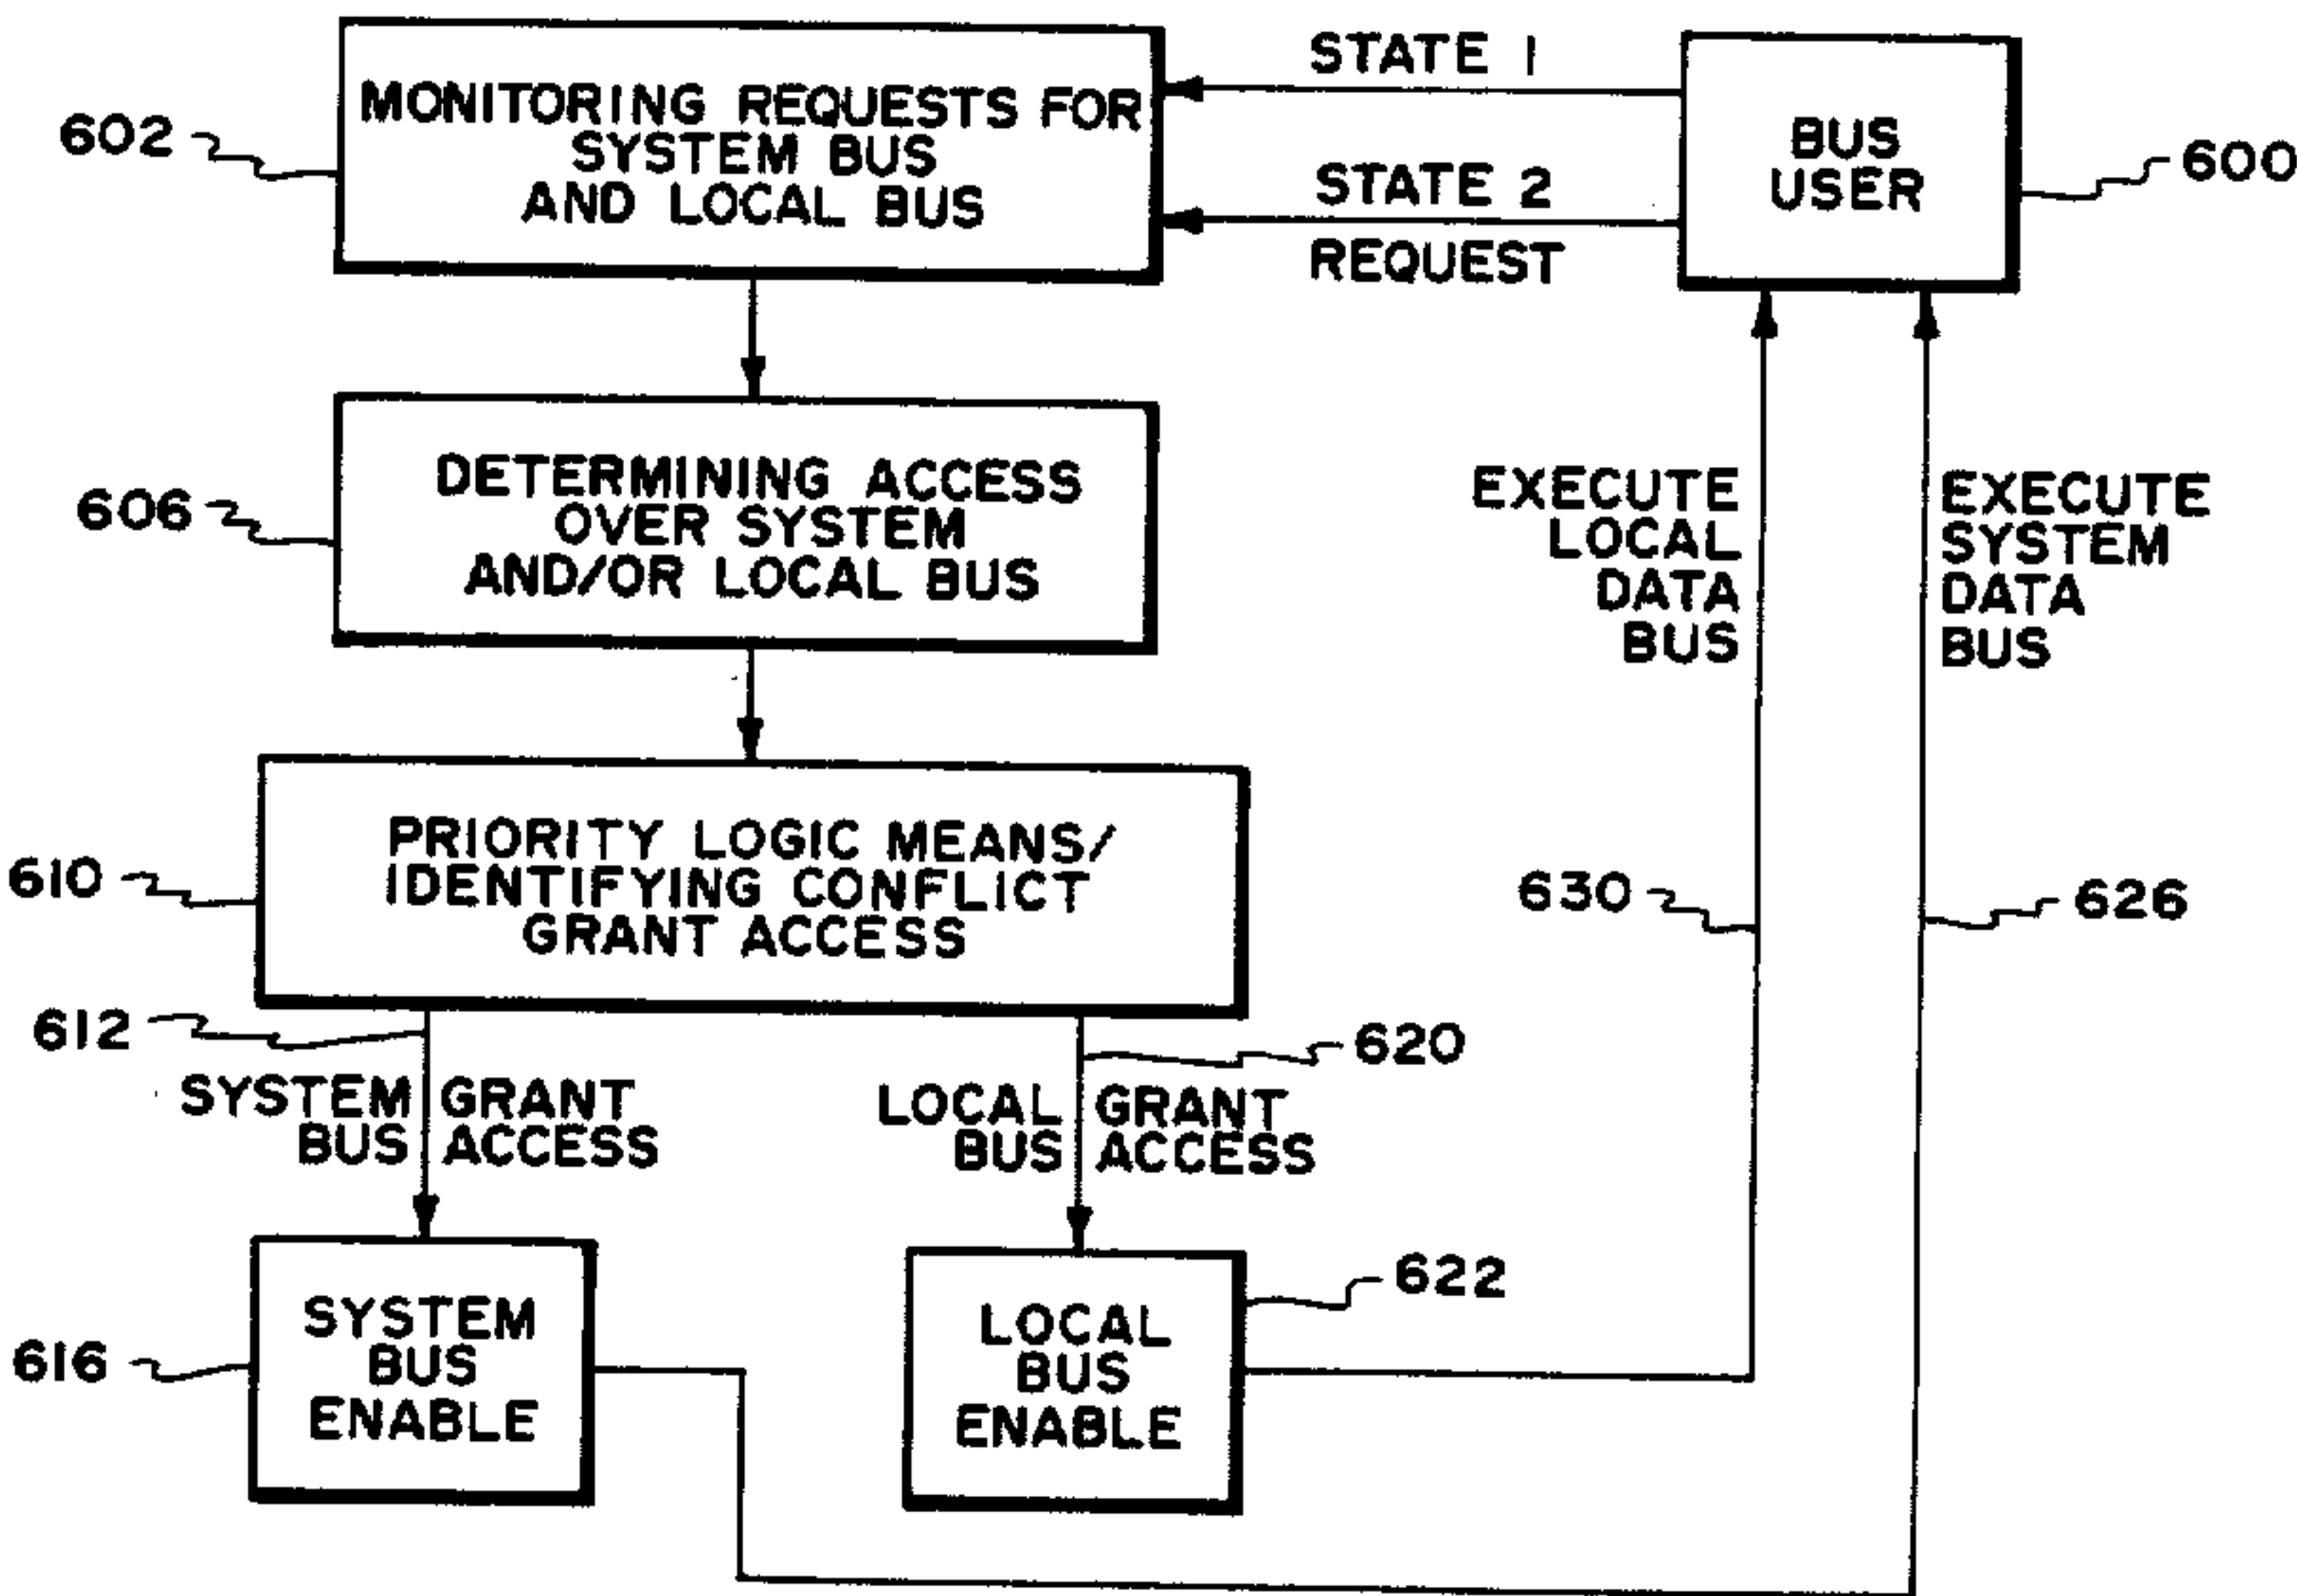 STATE 1
MONITORING REQUESTS FOR
SYSTEM BUS
AND LOCAL BUS
602
STATE 2
REQUEST
BUS
USER
600
DETERMINING ACCESS
OVER SYSTEM
AND/OR LOCAL BUS
606
EXECUTE
LOCAL
DATA
BUS
EXECUTE
SYSTEM
DATA
BUS
PRIORITY LOGIC MEANS/
IDENTIFYING CONFLICT
GRANT ACCESS
610
630
626
612
620
SYSTEM GRANT
BUS ACCESS
LOCAL GRANT
BUS ACCESS
SYSTEM
BUS
ENABLE
616
LOCAL
BUS
ENABLE
622